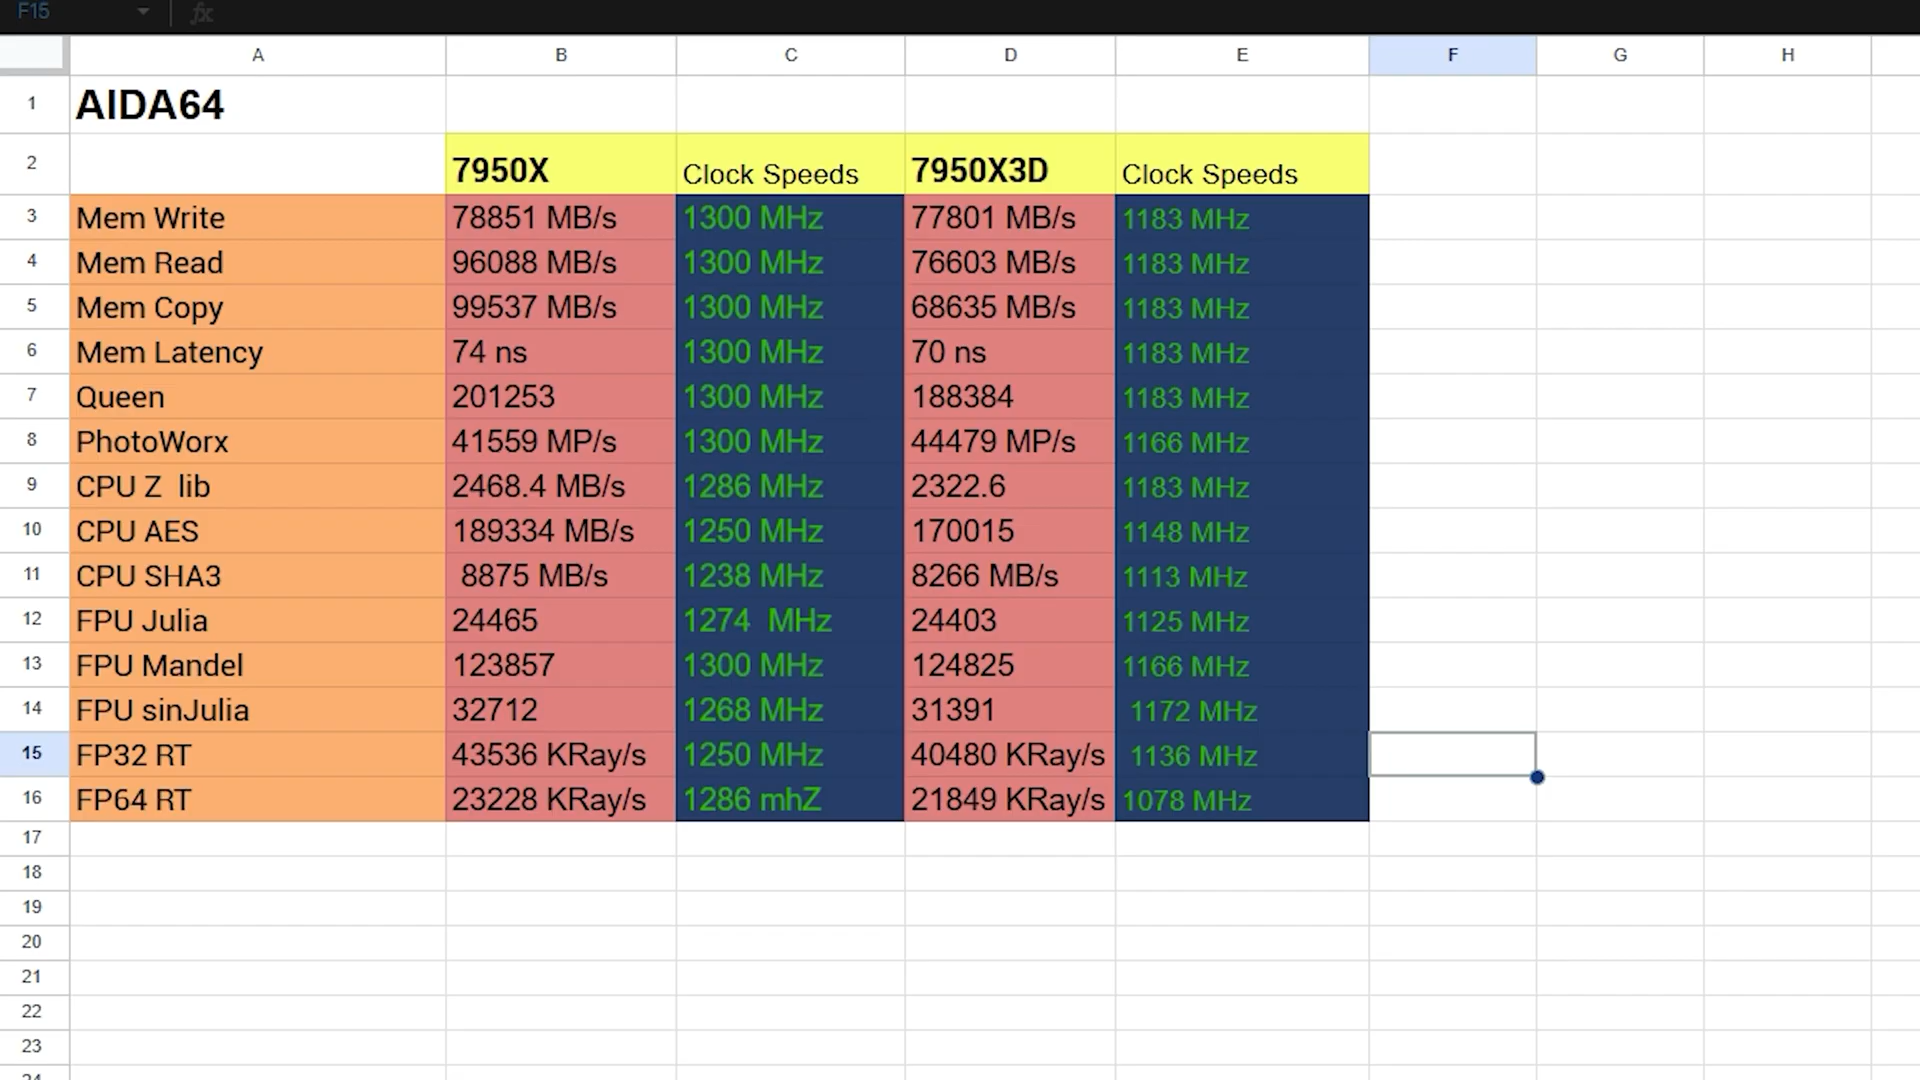 F15 fx
A B C D E F G H
1 AIDA64
2 7950X Clock Speeds 7950X3D Clock Speeds
3 Mem Write 78851 MB/s 1300 MHz 77801 MB/s 1183 MHz
4 Mem Read 96088 MB/s 1300 MHz 76603 MB/s 1183 MHz
5 Mem Copy 99537 MB/s 1300 MHz 68635 MB/s 1183 MHz
6 Mem Latency 74 ns 1300 MHz 70 ns 1183 MHz
7 Queen 201253 1300 MHz 188384 1183 MHz
8 PhotoWorx 41559 MP/s 1300 MHz 44479 MP/s 1166 MHz
9 CPU Z lib 2468.4 MB/s 1286 MHz 2322.6 1183 MHz
10 CPU AES 189334 MB/s 1250 MHz 170015 1148 MHz
11 CPU SHA3 8875 MB/s 1238 MHz 8266 MB/s 1113 MHz
12 FPU Julia 24465 1274 MHz 24403 1125 MHz
13 FPU Mandel 123857 1300 MHz 124825 1166 MHz
14 FPU sinJulia 32712 1268 MHz 31391 1172 MHz
15 FP32 RT 43536 KRay/s 1250 MHz 40480 KRay/s 1136 MHz
16 FP64 RT 23228 KRay/s 1286 mhZ 21849 KRay/s 1078 MHz
17
18
19
20
21
22
23